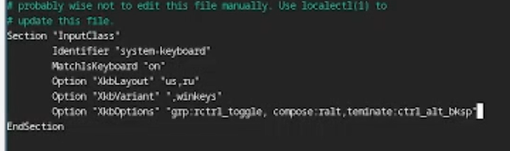 # probably wise not to edit this file manually. Use localectl(1) to
# update this file.
Section "InputClass"
Identifier "system-keyboard"
MatchIsKeyboard "on"
Option "XkbLayout" "us,ru"
Option "XkbVariant" ",winkeys"
Option "XkbOptions" "grp:rctrl_toggle, compose:ralt,teminate:ctrl_alt_bksp"
EndSection